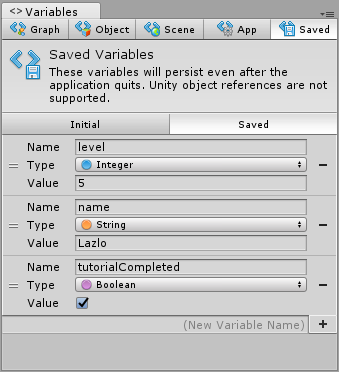 <> Variables
Graph Object Scene App Saved
Saved Variables
These variables will persist even after the
application quits. Unity object references are not
supported.
Initial Saved
Name level
Type Integer
Value 5
Name name
Type String
Value Lazlo
Name tutorialCompleted
Type Boolean
Value
(New Variable Name)